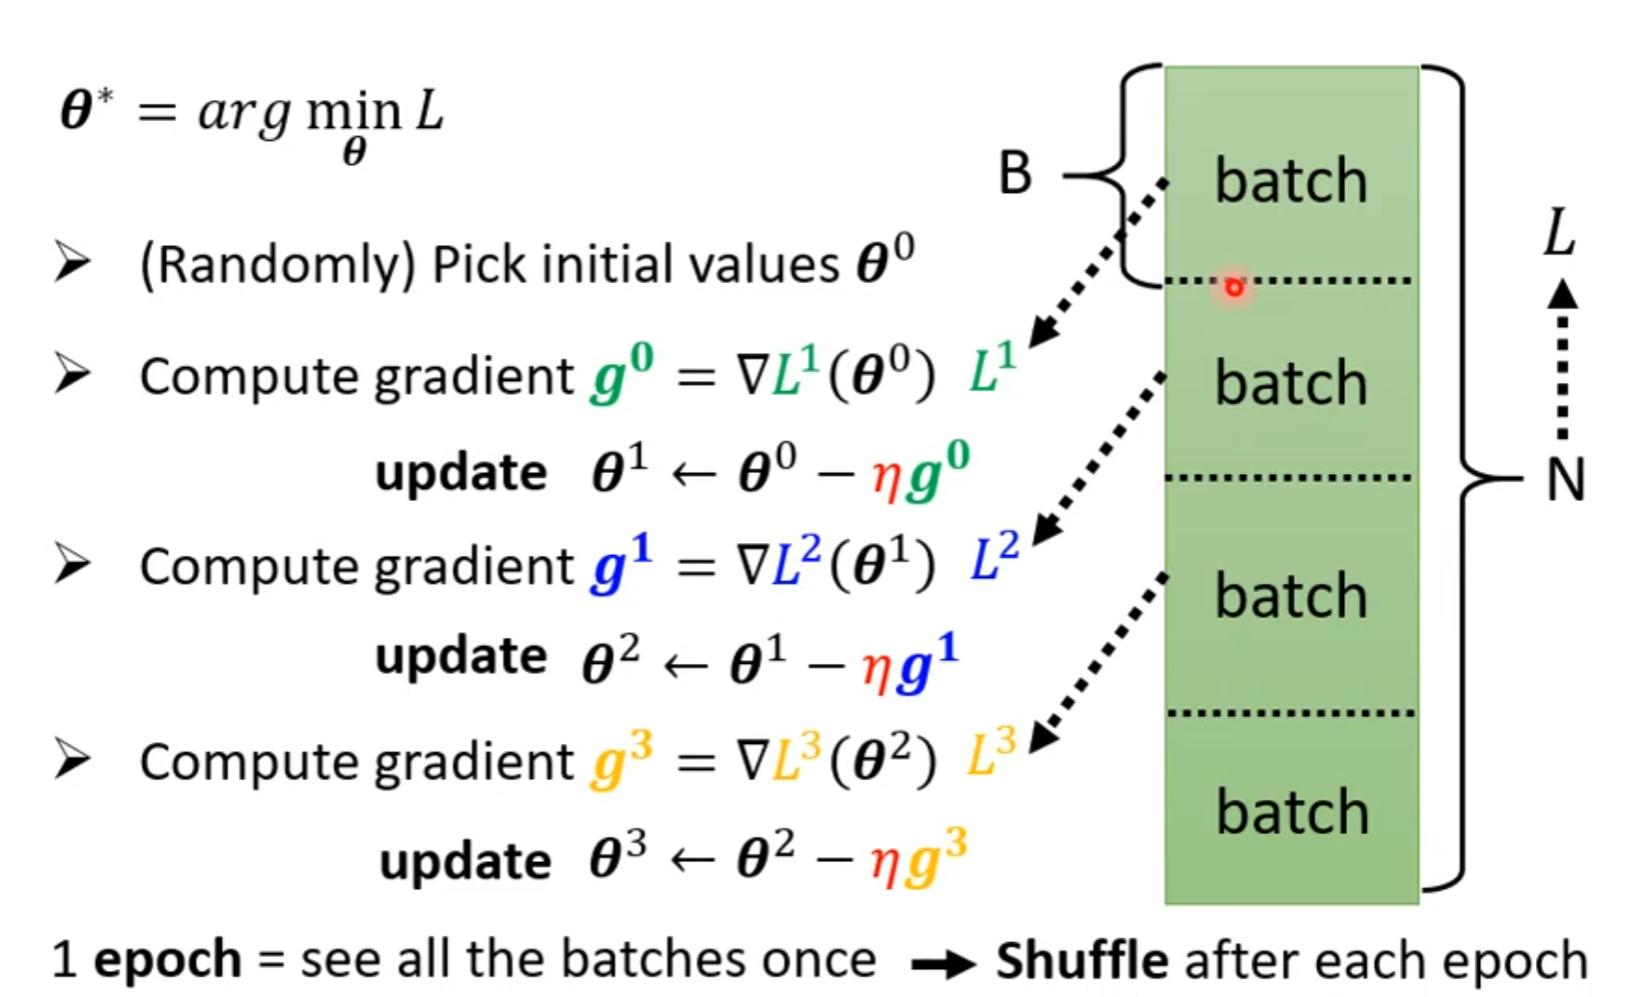 θ* = arg min L
θ
➢ (Randomly) Pick initial values θ⁰
➢ Compute gradient g⁰ = ∇L¹(θ⁰) L¹
update θ¹ ← θ⁰ − ηg⁰
➢ Compute gradient g¹ = ∇L²(θ¹) L²
update θ² ← θ¹ − ηg¹
➢ Compute gradient g³ = ∇L³(θ²) L³
update θ³ ← θ² − ηg³
1 epoch = see all the batches once ➡ Shuffle after each epoch
B
batch
batch
batch
batch
L
N